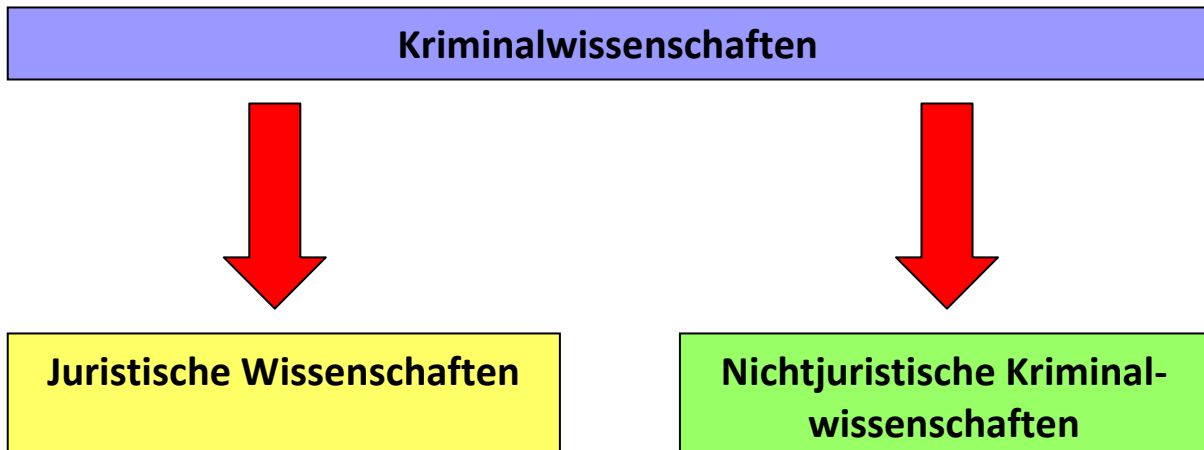 Kriminalwissenschaften
Juristische Wissenschaften
Nichtjuristische Kriminal-
wissenschaften